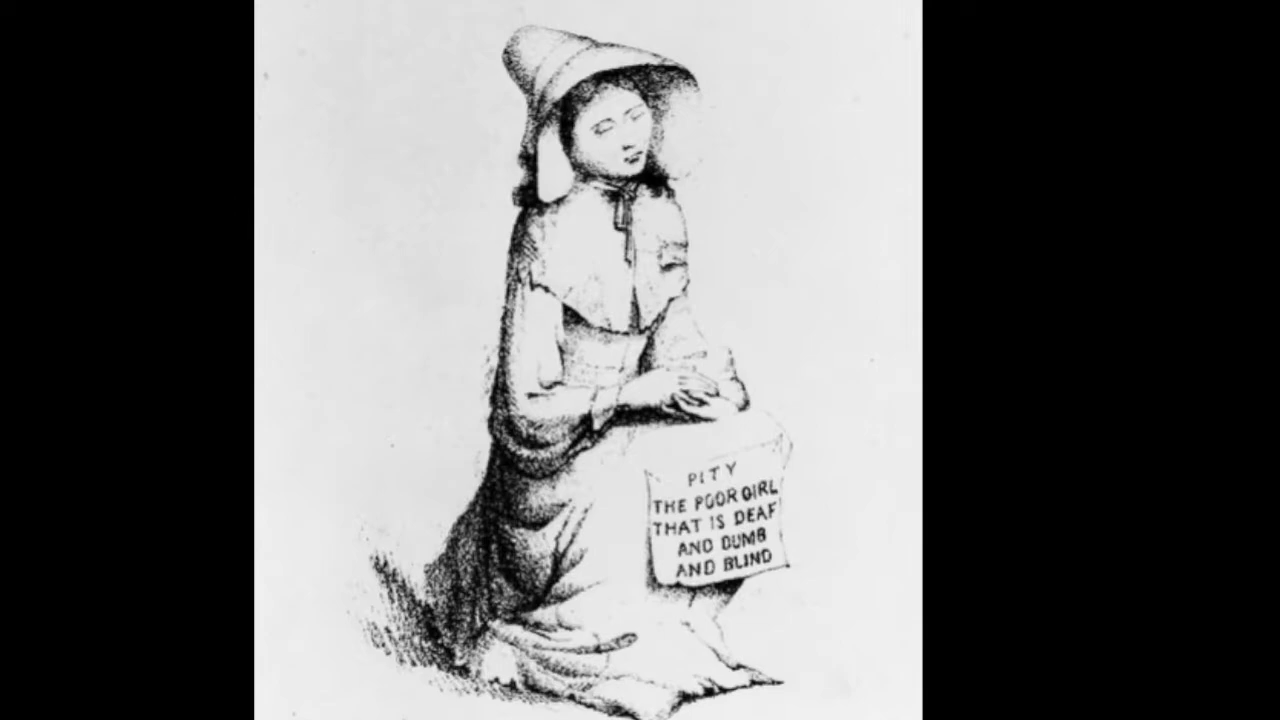 PITY
THE POOR GIRL
THAT IS DEAF
AND DUMB
AND BLIND